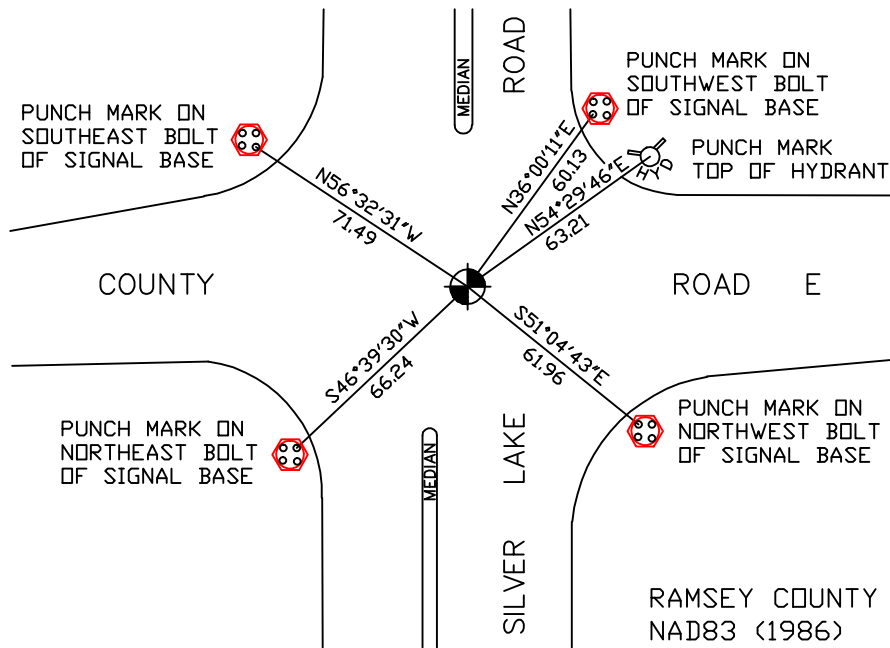 ROAD
MEDIAN
PUNCH MARK ON
SOUTHEAST BOLT
OF SIGNAL BASE
PUNCH MARK ON
SOUTHWEST BOLT
OF SIGNAL BASE
PUNCH MARK
TOP OF HYDRANT
HYD
N56°32'31"W
71.49
N36°00'11"E
60.13
N54°29'46"E
63.21
COUNTY
ROAD E
S46°39'30"W
66.24
S51°04'43"E
61.96
PUNCH MARK ON
NORTHEAST BOLT
OF SIGNAL BASE
MEDIAN
SILVER LAKE
PUNCH MARK ON
NORTHWEST BOLT
OF SIGNAL BASE
RAMSEY COUNTY
NAD83 (1986)